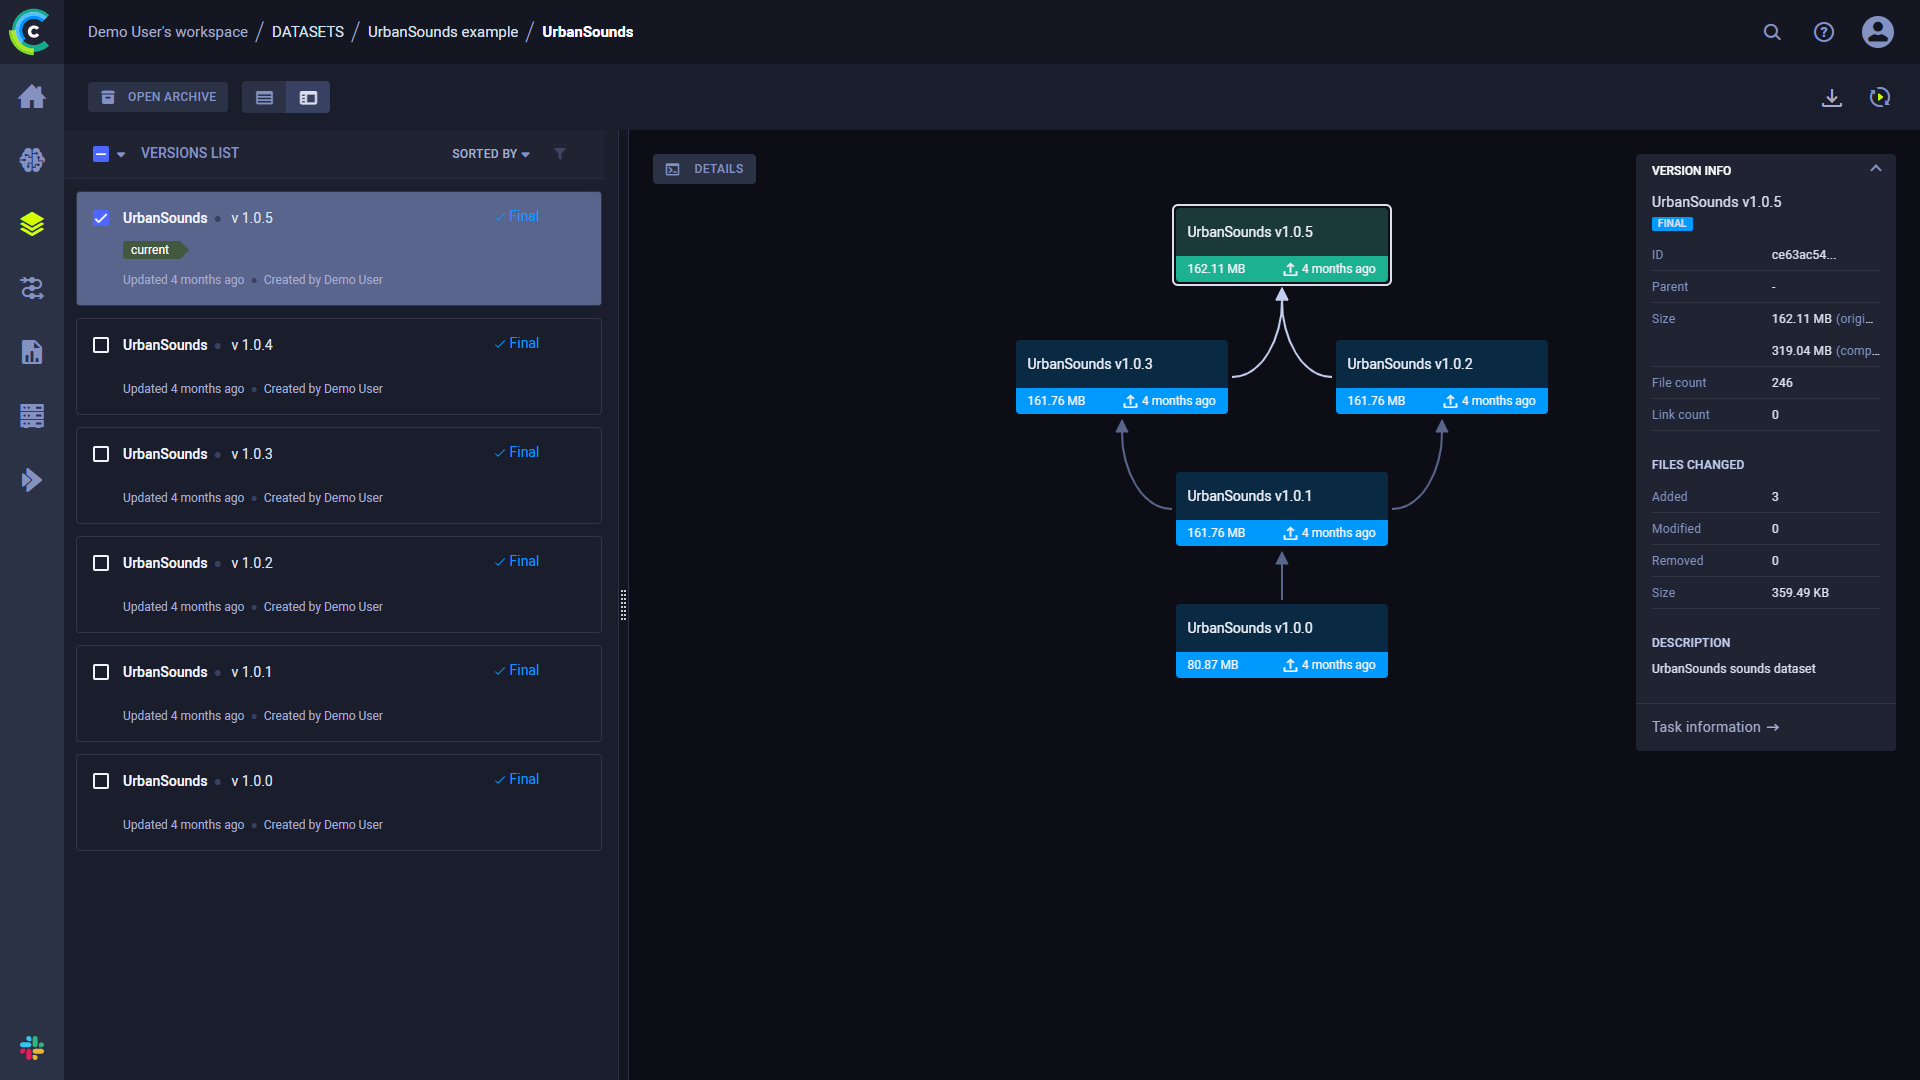 Demo User's workspace / DATASETS / UrbanSounds example / UrbanSounds
OPEN ARCHIVE
VERSIONS LIST
SORTED BY
UrbanSounds • v 1.0.5
Final
current
Updated 4 months ago • Created by Demo User
UrbanSounds • v 1.0.4
Final
Updated 4 months ago • Created by Demo User
UrbanSounds • v 1.0.3
Final
Updated 4 months ago • Created by Demo User
UrbanSounds • v 1.0.2
Final
Updated 4 months ago • Created by Demo User
UrbanSounds • v 1.0.1
Final
Updated 4 months ago • Created by Demo User
UrbanSounds • v 1.0.0
Final
Updated 4 months ago • Created by Demo User
DETAILS
UrbanSounds v1.0.5
162.11 MB 4 months ago
UrbanSounds v1.0.3
161.76 MB 4 months ago
UrbanSounds v1.0.2
161.76 MB 4 months ago
UrbanSounds v1.0.1
161.76 MB 4 months ago
UrbanSounds v1.0.0
80.87 MB 4 months ago
VERSION INFO
UrbanSounds v1.0.5
FINAL
ID ce63ac54...
Parent -
Size 162.11 MB (origi...
319.04 MB (comp...
File count 246
Link count 0
FILES CHANGED
Added 3
Modified 0
Removed 0
Size 359.49 KB
DESCRIPTION
UrbanSounds sounds dataset
Task information →